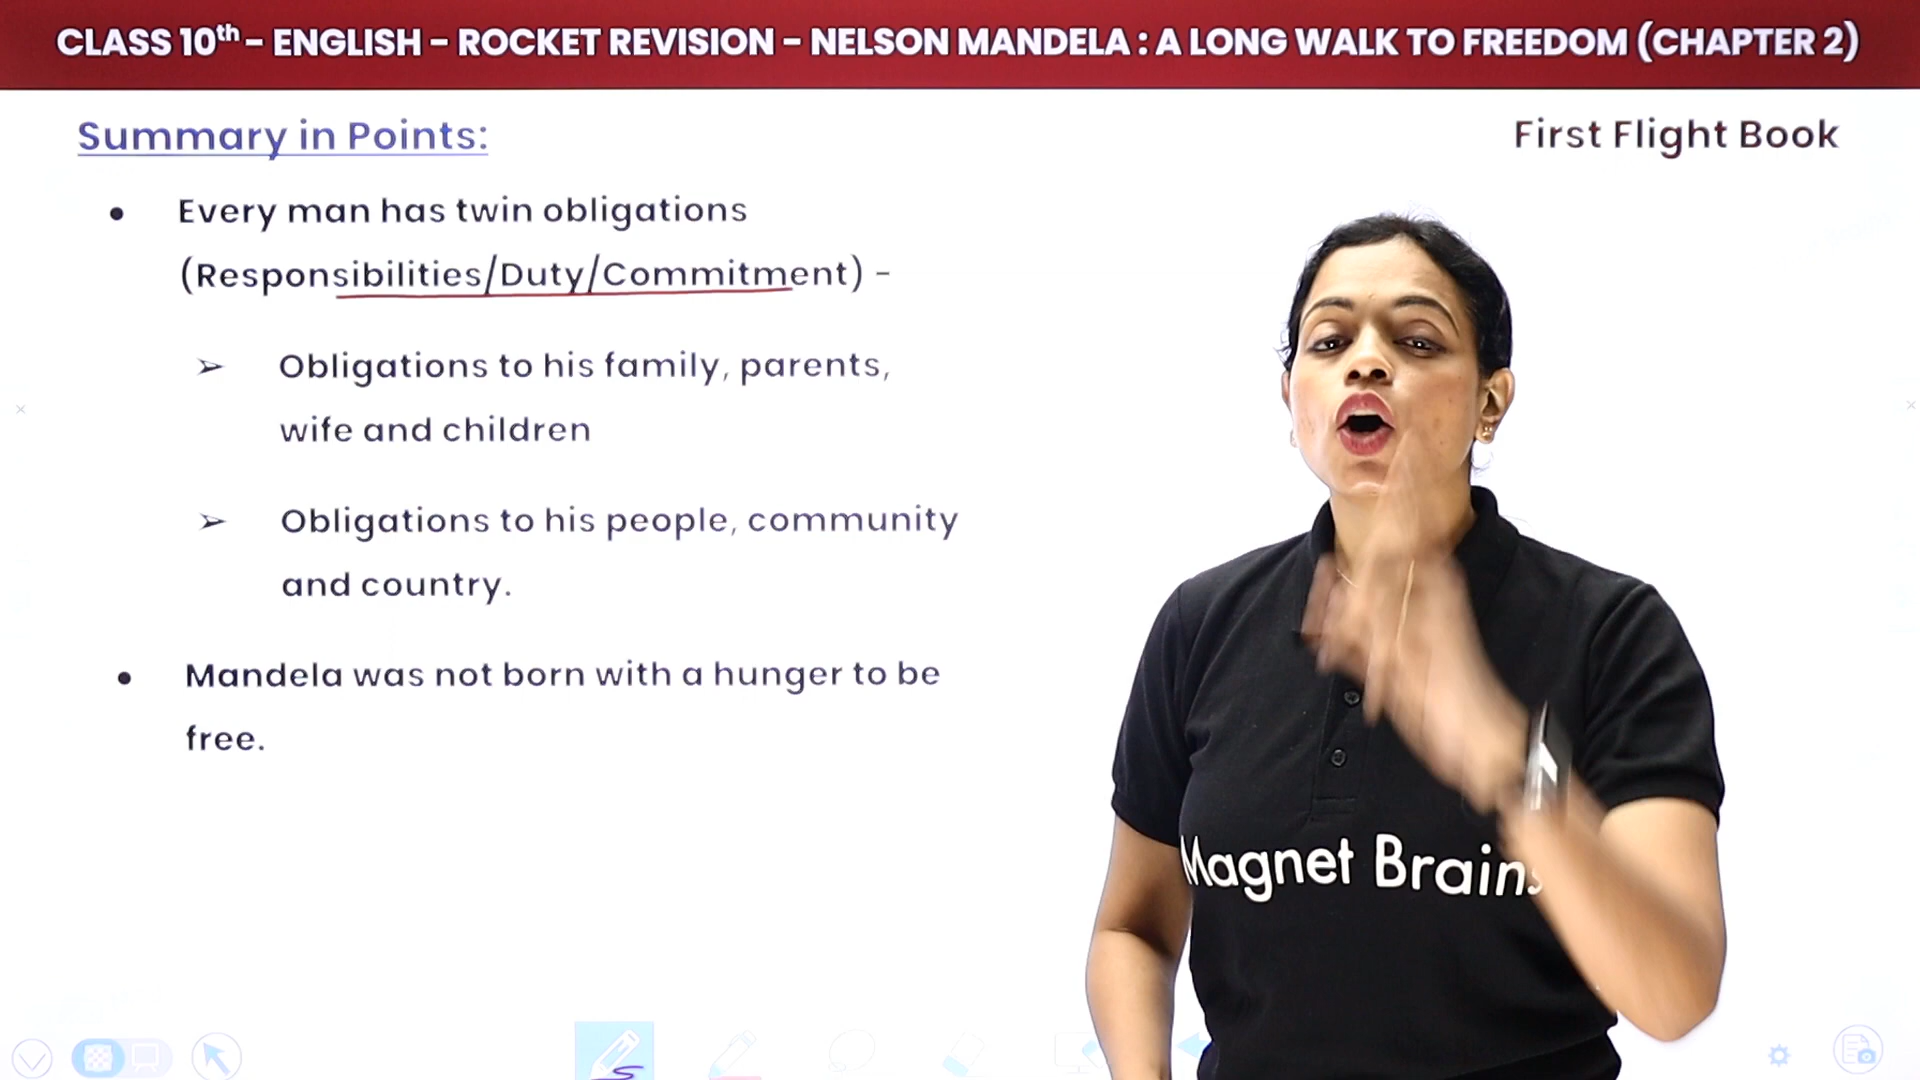 CLASS 10th - ENGLISH - ROCKET REVISION - NELSON MANDELA : A LONG WALK TO FREEDOM (CHAPTER 2)
Summary in Points:
First Flight Book
• Every man has twin obligations
(Responsibilities/Duty/Commitment) -
➢ Obligations to his family, parents,
wife and children
➢ Obligations to his people, community
and country.
• Mandela was not born with a hunger to be
free.
Magnet Brains